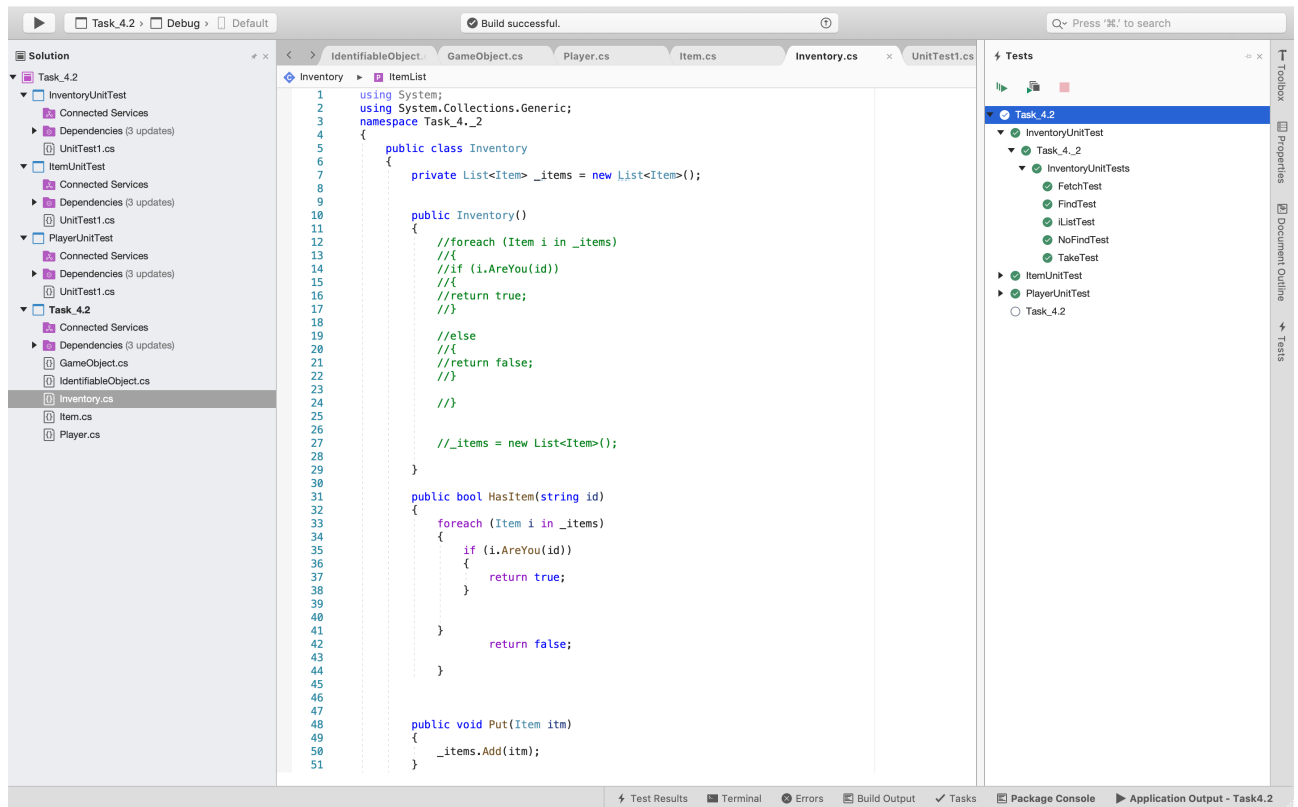 Task_4.2 › Debug › Default
Build successful.
Press '⌘.' to search
Solution
Task_4.2
InventoryUnitTest
Connected Services
Dependencies (3 updates)
UnitTest1.cs
ItemUnitTest
Connected Services
Dependencies (3 updates)
UnitTest1.cs
PlayerUnitTest
Connected Services
Dependencies (3 updates)
UnitTest1.cs
Task_4.2
Connected Services
Dependencies (3 updates)
GameObject.cs
IdentifiableObject.cs
Inventory.cs
Item.cs
Player.cs
IdentifiableObject. GameObject.cs Player.cs Item.cs Inventory.cs × UnitTest1.cs
Inventory ▸ P ItemList
1 using System;
2 using System.Collections.Generic;
3 namespace Task_4._2
4 {
5 public class Inventory
6 {
7 private List<Item> _items = new List<Item>();
8
9
10 public Inventory()
11 {
12 //foreach (Item i in _items)
13 //{
14 //if (i.AreYou(id))
15 //{
16 //return true;
17 //}
18
19 //else
20 //{
21 //return false;
22 //}
23
24 //}
25
26
27 //_items = new List<Item>();
28
29 }
30
31 public bool HasItem(string id)
32 {
33 foreach (Item i in _items)
34 {
35 if (i.AreYou(id))
36 {
37 return true;
38 }
39
40
41 }
42 return false;
43
44 }
45
46
47
48 public void Put(Item itm)
49 {
50 _items.Add(itm);
51 }
Tests
Task_4.2
InventoryUnitTest
Task_4._2
InventoryUnitTests
FetchTest
FindTest
iListTest
NoFindTest
TakeTest
ItemUnitTest
PlayerUnitTest
Task_4.2
Toolbox
Properties
Document Outline
Tests
Test Results Terminal Errors Build Output Tasks Package Console Application Output - Task4.2